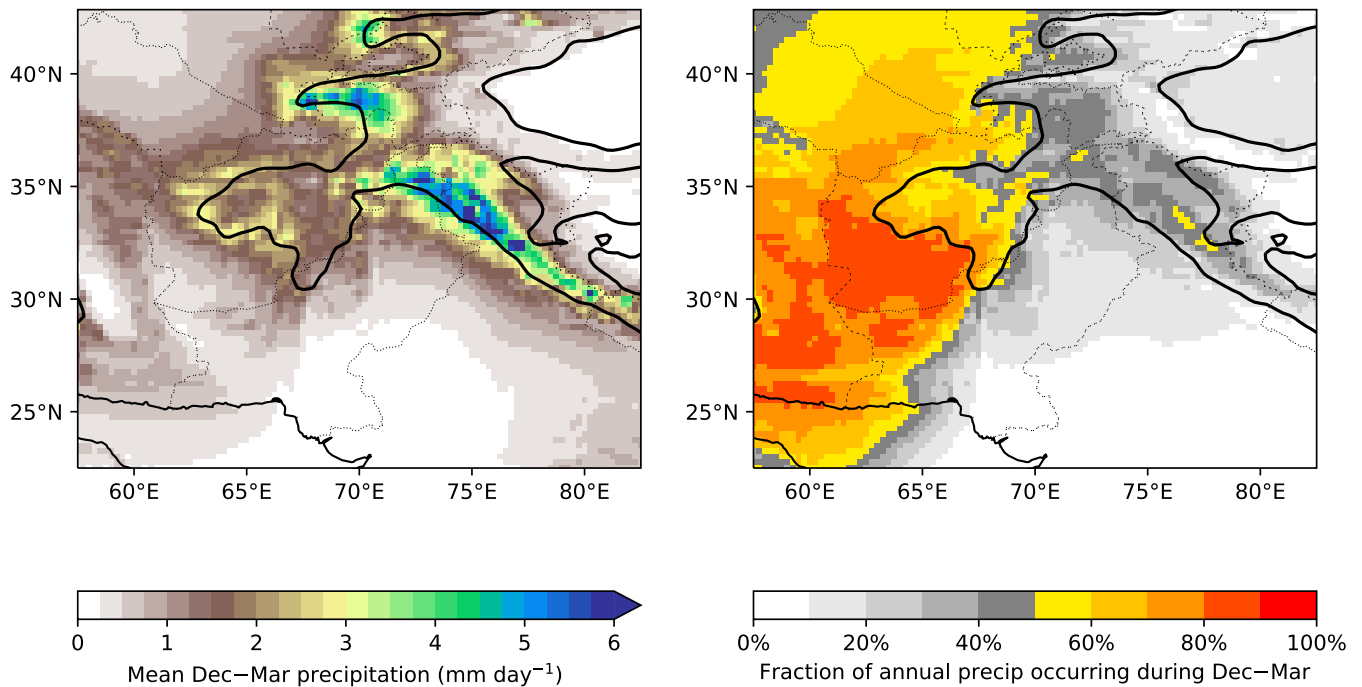 40°N
35°N
30°N
25°N
60°E 65°E 70°E 75°E 80°E
0 1 2 3 4 5 6
Mean Dec−Mar precipitation (mm day⁻¹)
40°N
35°N
30°N
25°N
60°E 65°E 70°E 75°E 80°E
0% 20% 40% 60% 80% 100%
Fraction of annual precip occurring during Dec−Mar